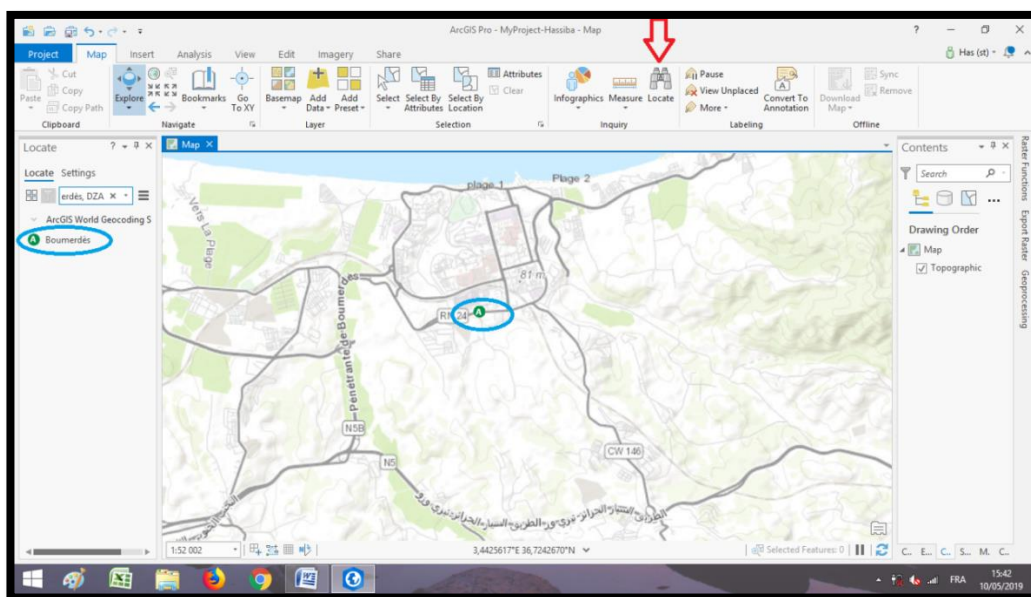 ArcGIS Pro - MyProject-Hassiba - Map
?
Project Map Insert Analysis View Edit Imagery Share
Has (st)
Paste
Cut
Copy
Copy Path
Clipboard
Explore
Bookmarks
Go To XY
Navigate
Basemap
Add Data
Add Preset
Layer
Select
Select By Attributes
Select By Location
Attributes
Clear
Selection
Infographics
Measure
Locate
Inquiry
Pause
View Unplaced
More
Convert To Annotation
Labeling
Download Map
Sync
Remove
Offline
Locate ?
Locate Settings
erdès, DZA
ArcGIS World Geocoding S
A Boumerdès
Map
plage 1
Plage 2
Vers La Plage
81 m
A
24
Penetrante de Boumerdes
N5B
N5
CW 146
1:52 002
3,4425617°E 36,7242670°N
Selected Features: 0
Contents
Search
Drawing Order
Map
Topographic
C... E... C... S... M. C...
Raster Functions
Export Raster
Geoprocessing
FRA
15:42
10/05/2019